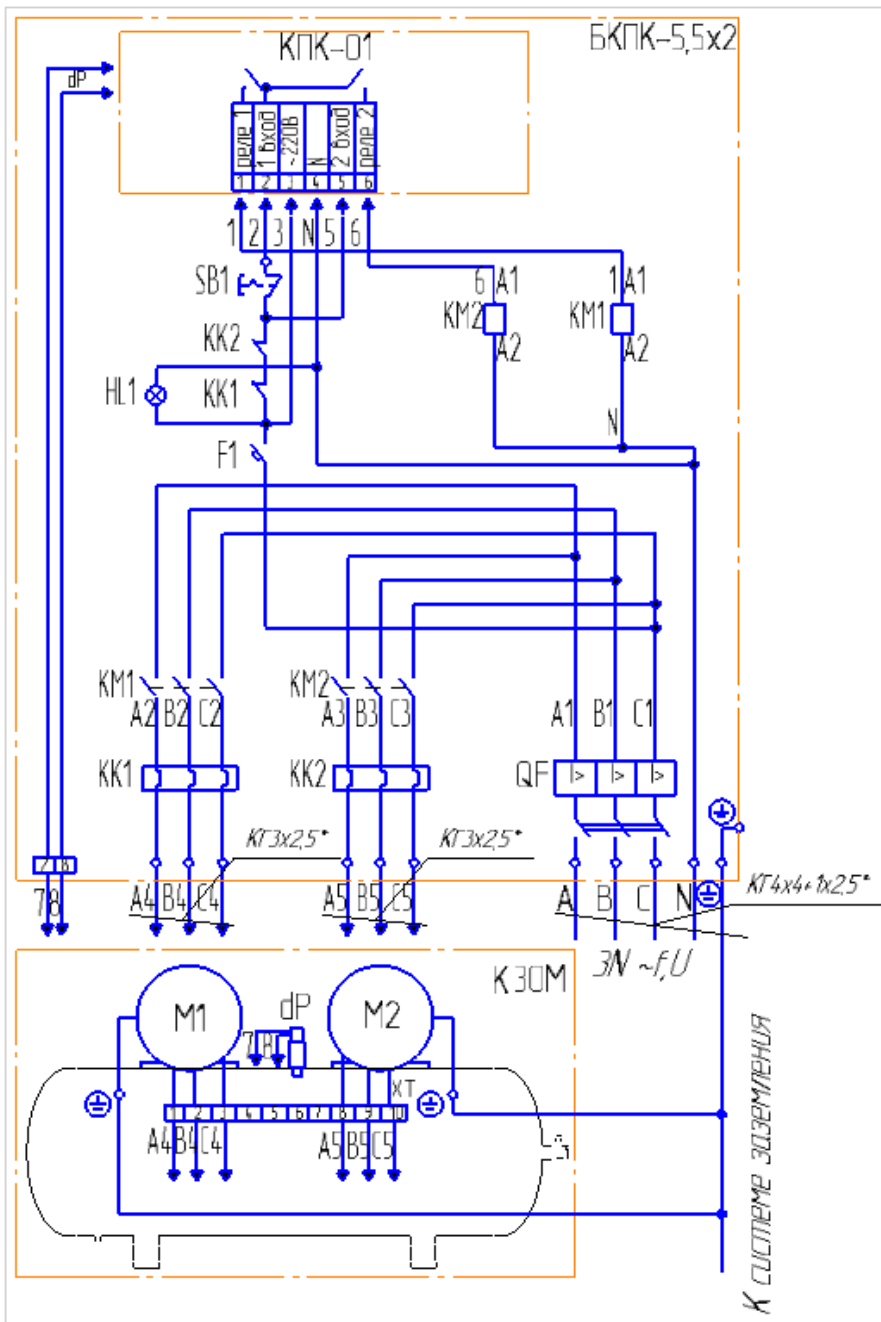 БКПК-5,5х2
КПК-01
dP
реле 1
1 вход
~220В
N
2 вход
реле 2
1 2 3 4 5 6
1 2 3 N 5 6
SB1
6 A1
1 A1
KM2
KM1
A2
A2
KK2
HL1
KK1
N
F1
KM1
KM2
A2 B2 C2
A3 B3 C3
A1 B1 C1
KK1
KK2
QF
I> I> I>
КГ3х2,5*
КГ3х2,5*
КГ4х4+1х2,5*
7 8
78
A4 B4 C4
A5 B5 C5
A B C N
3N ~f,U
К30М
M1
dP
M2
7 8
XT
1 2 3 4 5 6 7 8 9 10
A4 B4 C4
A5 B5 C5
К системе заземления